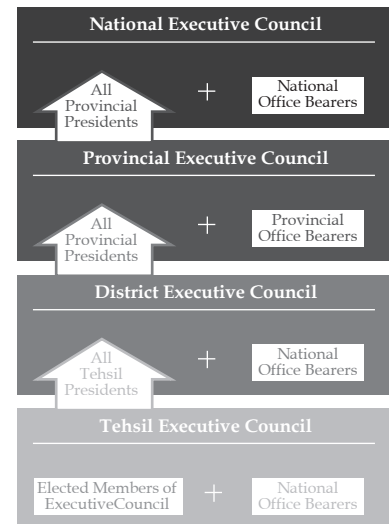 National Executive Council
All
Provincial
Presidents
+
National
Office Bearers
Provincial Executive Council
All
Provincial
Presidents
+
Provincial
Office Bearers
District Executive Council
All
Tehsil
Presidents
+
National
Office Bearers
Tehsil Executive Council
Elected Members of
ExecutiveCouncil
+
National
Office Bearers